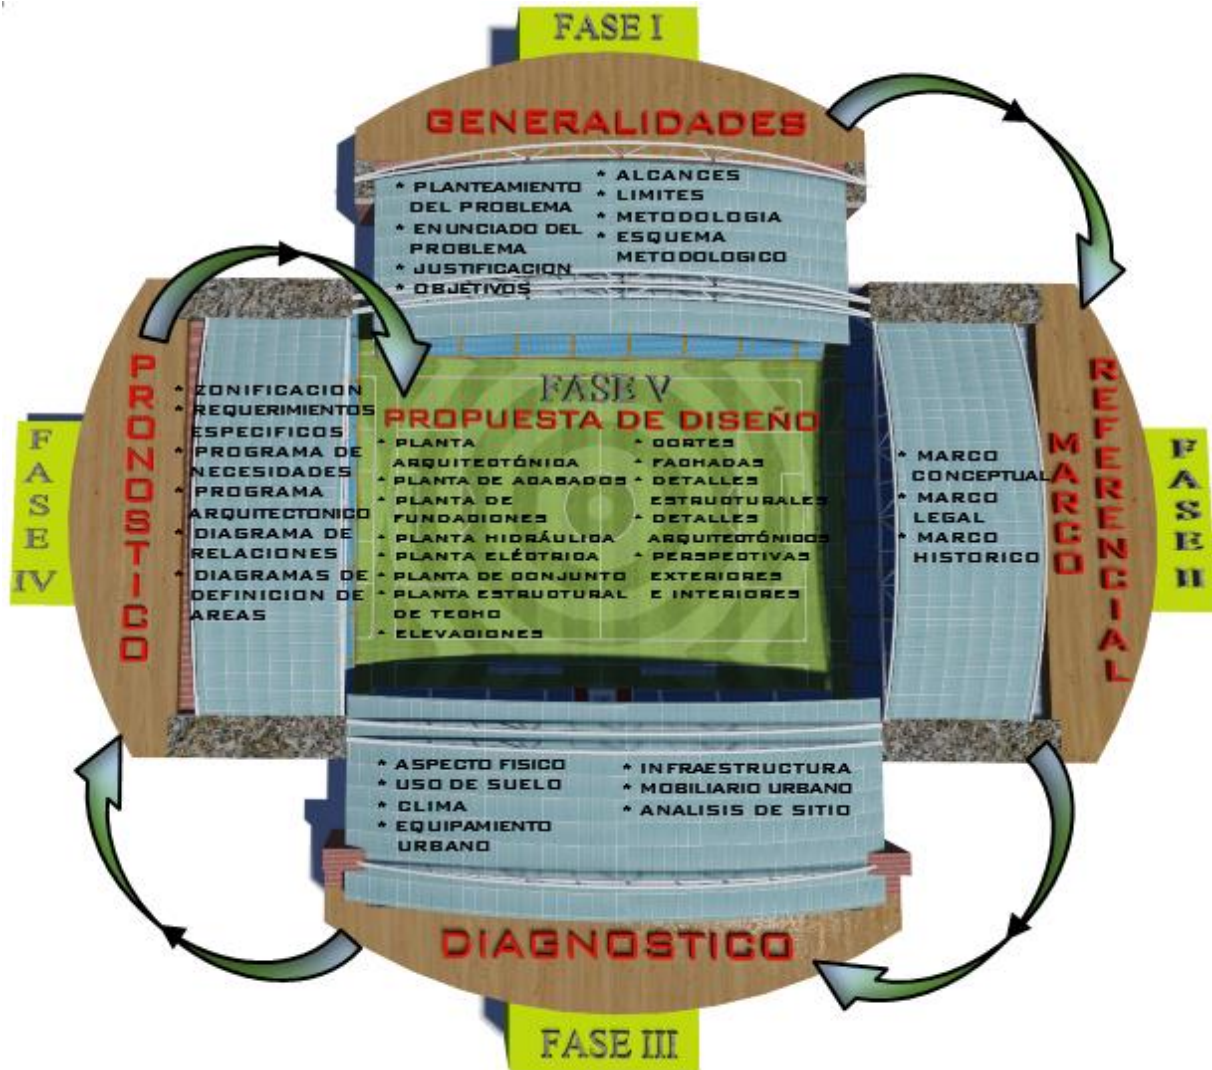 FASE I
GENERALIDADES
* PLANTEAMIENTO
DEL PROBLEMA
* ENUNCIADO DEL
PROBLEMA
* JUSTIFICACION
* OBJETIVOS
* ALCANCES
* LIMITES
* METODOLOGIA
* ESQUEMA
METODOLOGICO
FASE II
MARCO
REFERENCIAL
* MARCO
CONCEPTUAL
* MARCO
LEGAL
* MARCO
HISTORICO
* ASPECTO FISICO
* USO DE SUELO
* CLIMA
* EQUIPAMIENTO
URBANO
* INFRAESTRUCTURA
* MOBILIARIO URBANO
* ANALISIS DE SITIO
DIAGNOSTICO
FASE III
FASE IV
PRONOSTICO
* ZONIFICACION
* REQUERIMIENTOS
ESPECIFICOS
* PROGRAMA DE
NECESIDADES
* PROGRAMA
ARQUITECTONICO
* DIAGRAMA DE
RELACIONES
* DIAGRAMAS DE
DEFINICION DE
AREAS
FASE V
PROPUESTA DE DISEÑO
* PLANTA
ARQUITECTÓNICA
* PLANTA DE ACABADOS
* PLANTA DE
FUNDACIONES
* PLANTA HIDRÁULICA
* PLANTA ELÉCTRICA
* PLANTA DE CONJUNTO
* PLANTA ESTRUCTURAL
DE TECHO
* ELEVACIONES
* CORTES
* FACHADAS
* DETALLES
ESTRUCTURALES
* DETALLES
ARQUITECTÓNICOS
* PERSPECTIVAS
EXTERIORES
E INTERIORES